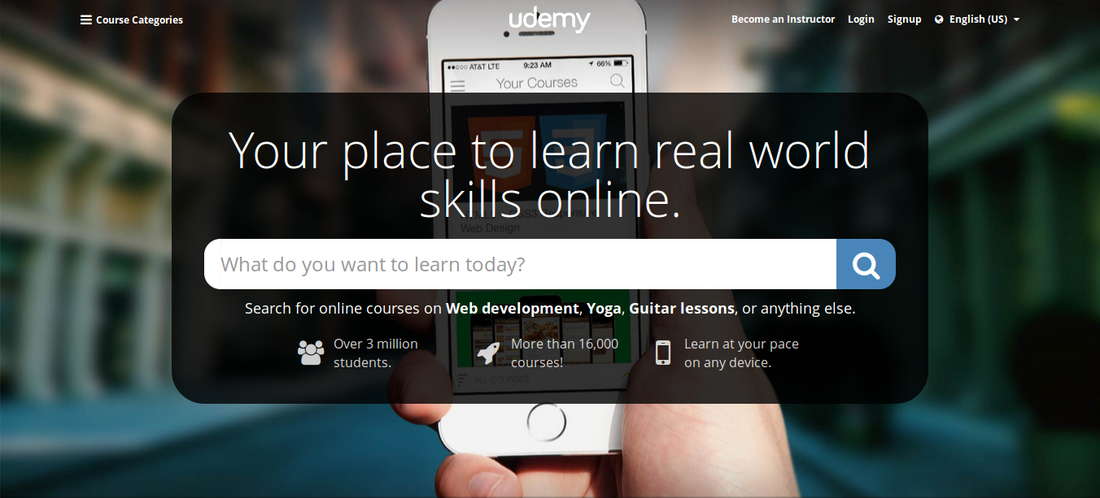 Course Categories
udemy
Become an Instructor
Login
Signup
English (US)
AT&T LTE
9:23 AM
66%
Your Courses
Your place to learn real world
skills online.
Web Design
What do you want to learn today?
Search for online courses on Web development, Yoga, Guitar lessons, or anything else.
Over 3 million
students.
More than 16,000
courses!
Learn at your pace
on any device.
ALL COURSES